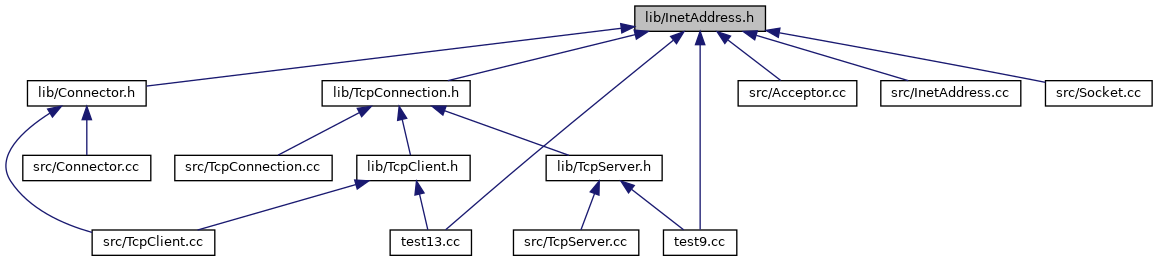 lib/InetAddress.h
lib/Connector.h
lib/TcpConnection.h
src/Acceptor.cc
src/InetAddress.cc
src/Socket.cc
src/Connector.cc
src/TcpConnection.cc
lib/TcpClient.h
lib/TcpServer.h
src/TcpClient.cc
test13.cc
src/TcpServer.cc
test9.cc